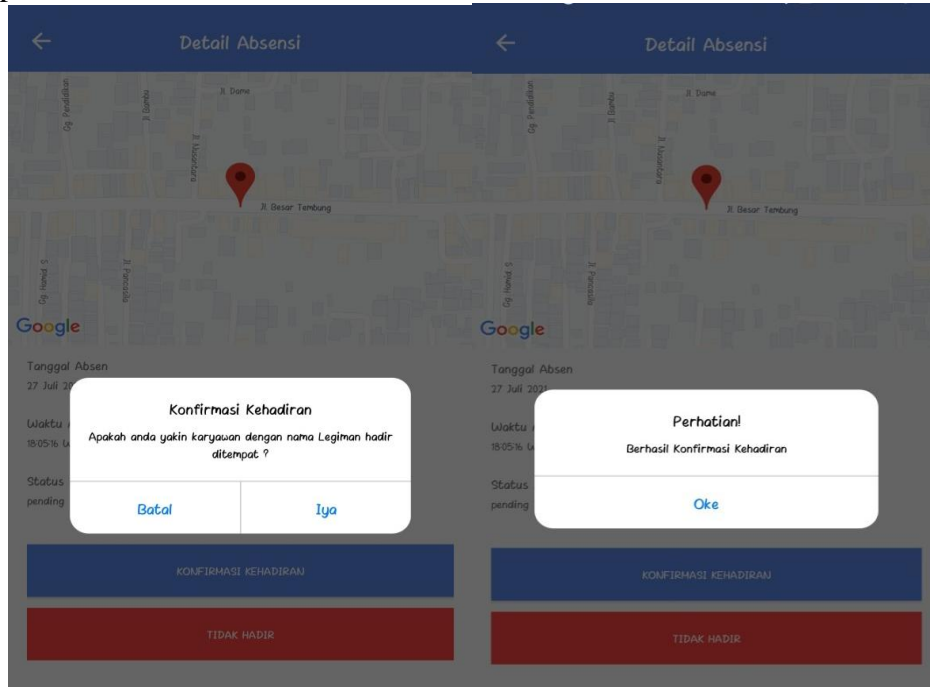 Detail Absensi
Gg. Pendidikan
Jl. Bambu
Jl. Dame
Jl. Nusantara
Jl. Besar Tembung
Gg. Hamid S.
Jl. Pancasila
Google
Tanggal Absen
27 Juli 20
Konfirmasi Kehadiran
Apakah anda yakin karyawan dengan nama Legiman hadir
ditempat ?
Batal
Iya
Waktu
18:05:16 W
Status
pending
KONFIRMASI KEHADIRAN
TIDAK HADIR
Detail Absensi
Gg. Pendidikan
Jl. Bambu
Jl. Dame
Jl. Nusantara
Jl. Besar Tembung
Gg. Hamid S.
Jl. Pancasila
Google
Tanggal Absen
27 Juli 2021
Perhatian!
Berhasil Konfirmasi Kehadiran
Oke
Waktu
18:05:16 W
Status
pending
KONFIRMASI KEHADIRAN
TIDAK HADIR